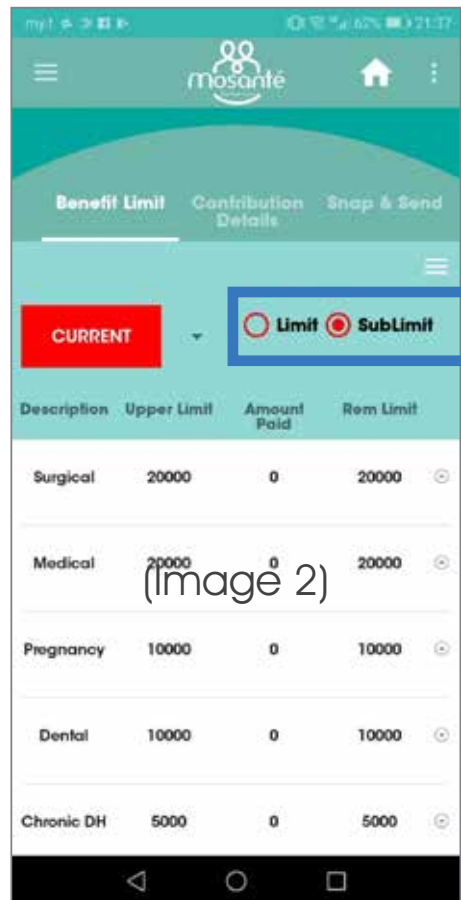 my.t 62% 21:37
mosanté
Benefit Limit Contribution Details Snap & Send
CURRENT Limit SubLimit
Description Upper Limit Amount Paid Rem Limit
Surgical 20000 0 20000
Medical 20000 0 20000
(Image 2)
Pregnancy 10000 0 10000
Dental 10000 0 10000
Chronic DH 5000 0 5000